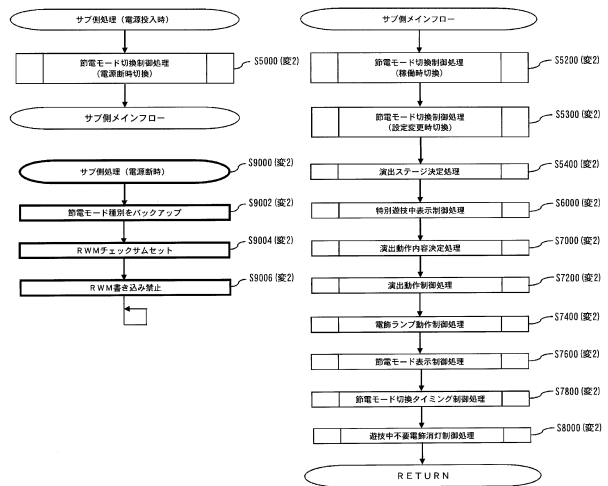 サブ側処理（電源投入時）
節電モード切換制御処理
（電源断時切換）
S5000（変2）
サブ側メインフロー
サブ側処理（電源断時）
S9000（変2）
節電モード種別をバックアップ
S9002（変2）
RWMチェックサムセット
S9004（変2）
RWM書き込み禁止
S9006（変2）
サブ側メインフロー
節電モード切換制御処理
（稼働時切換）
S5200（変2）
節電モード切換制御処理
（設定変更時切換）
S5300（変2）
演出ステージ決定処理
S5400（変2）
特別遊技中表示制御処理
S6000（変2）
演出動作内容決定処理
S7000（変2）
演出動作制御処理
S7200（変2）
電飾ランプ動作制御処理
S7400（変2）
節電モード表示制御処理
S7600（変2）
節電モード切換タイミング制御処理
S7800（変2）
遊技中不要電飾消灯制御処理
S8000（変2）
RETURN